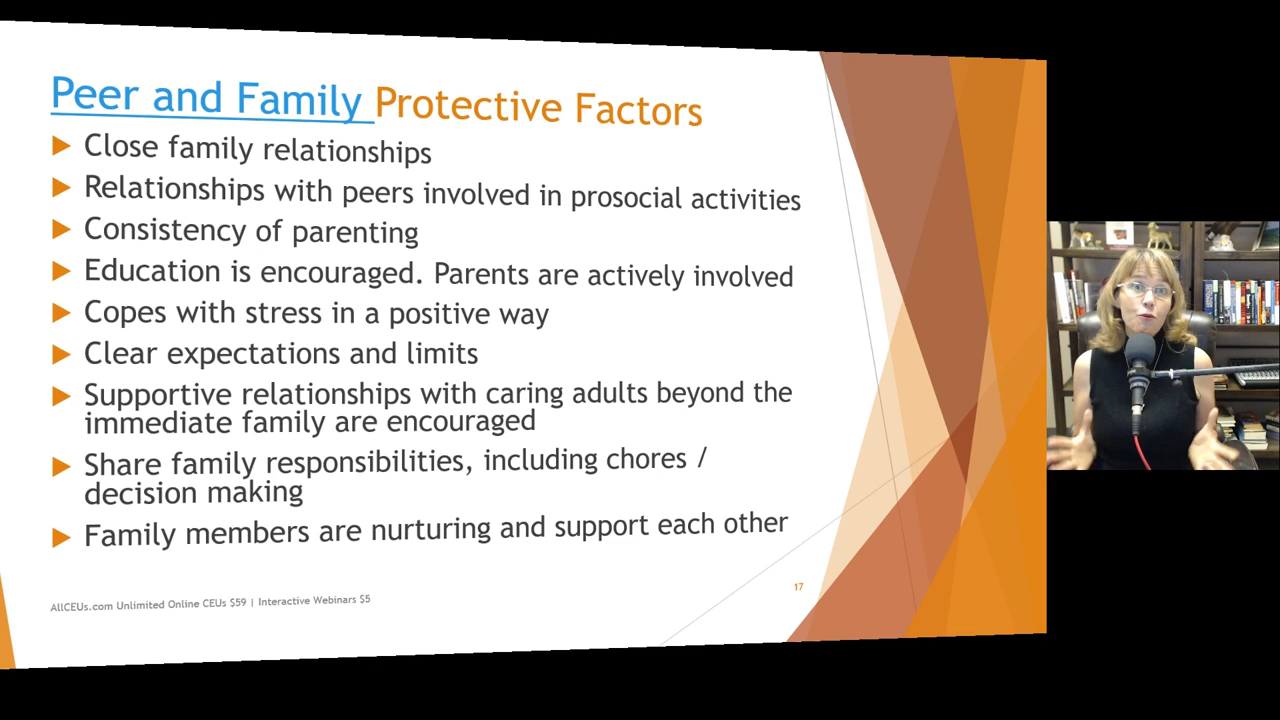 Peer and Family Protective Factors
Close family relationships
Relationships with peers involved in prosocial activities
Consistency of parenting
Education is encouraged. Parents are actively involved
Copes with stress in a positive way
Clear expectations and limits
Supportive relationships with caring adults beyond the
immediate family are encouraged
Share family responsibilities, including chores /
decision making
Family members are nurturing and support each other
17
AllCEUs.com Unlimited Online CEUs $59 | Interactive Webinars $5